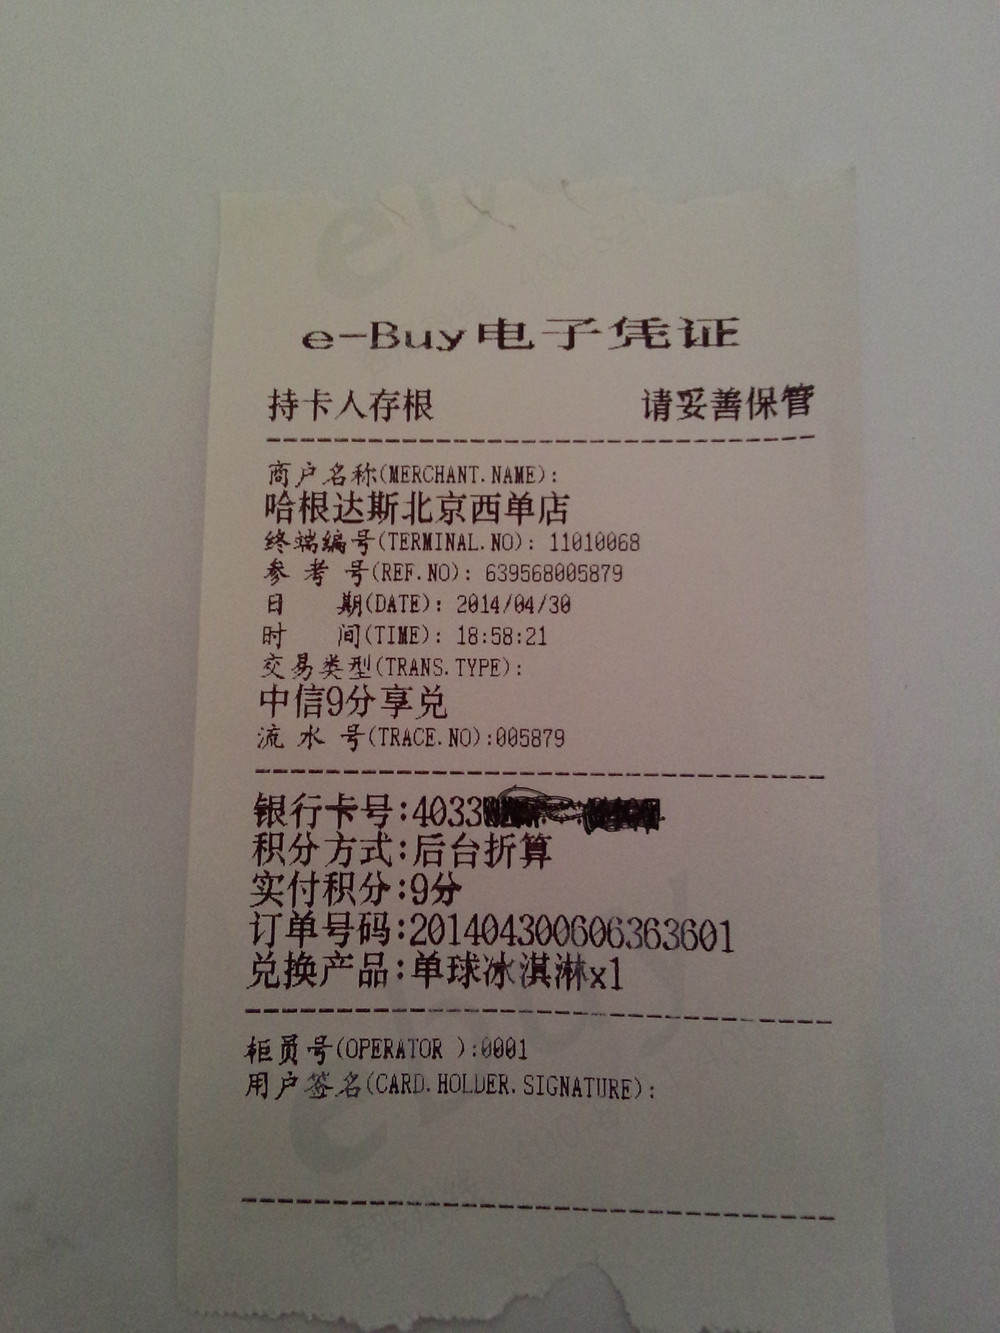 e-Buy电子凭证
持卡人存根 请妥善保管
商户名称(MERCHANT.NAME):
哈根达斯北京西单店
终端编号(TERMINAL.NO): 11010068
参 考 号(REF.NO): 639568005879
日 期(DATE): 2014/04/30
时 间(TIME): 18:58:21
交易类型(TRANS.TYPE):
中信9分享兑
流 水 号(TRACE.NO):005879
银行卡号:4033
积分方式:后台折算
实付积分:9分
订单号码:201404300606363601
兑换产品:单球冰淇淋x1
柜员号(OPERATOR ):0001
用户签名(CARD.HOLDER.SIGNATURE):